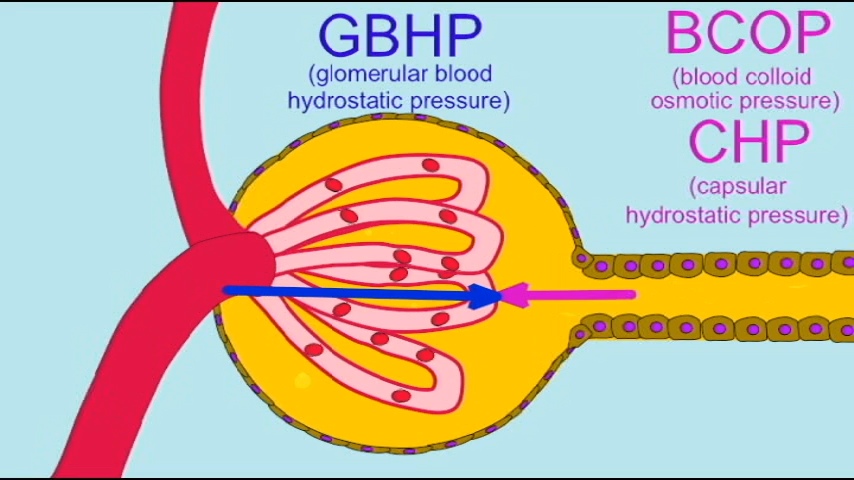 GBHP
(glomerular blood
hydrostatic pressure)
BCOP
(blood colloid
osmotic pressure)
CHP
(capsular
hydrostatic pressure)